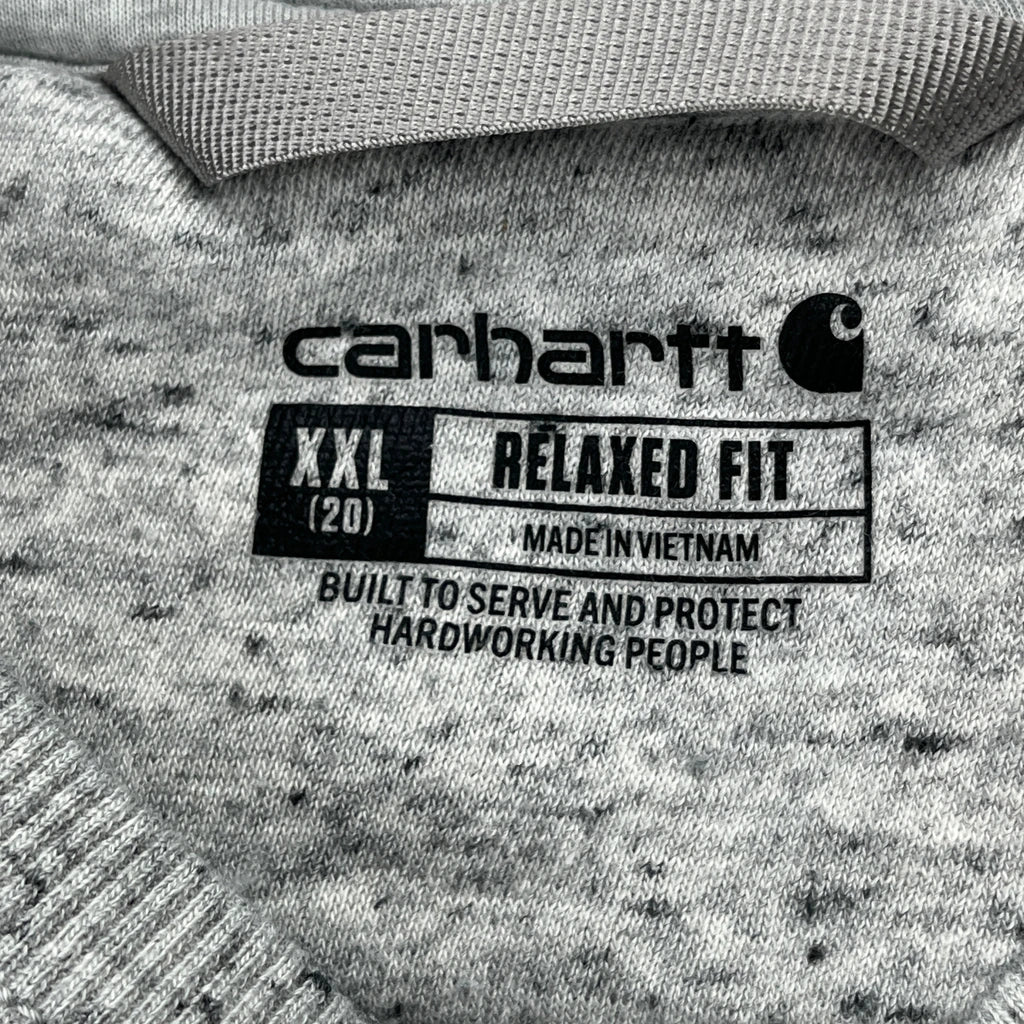 carhartt
XXL
(20)
RELAXED FIT
MADE IN VIETNAM
BUILT TO SERVE AND PROTECT
HARDWORKING PEOPLE